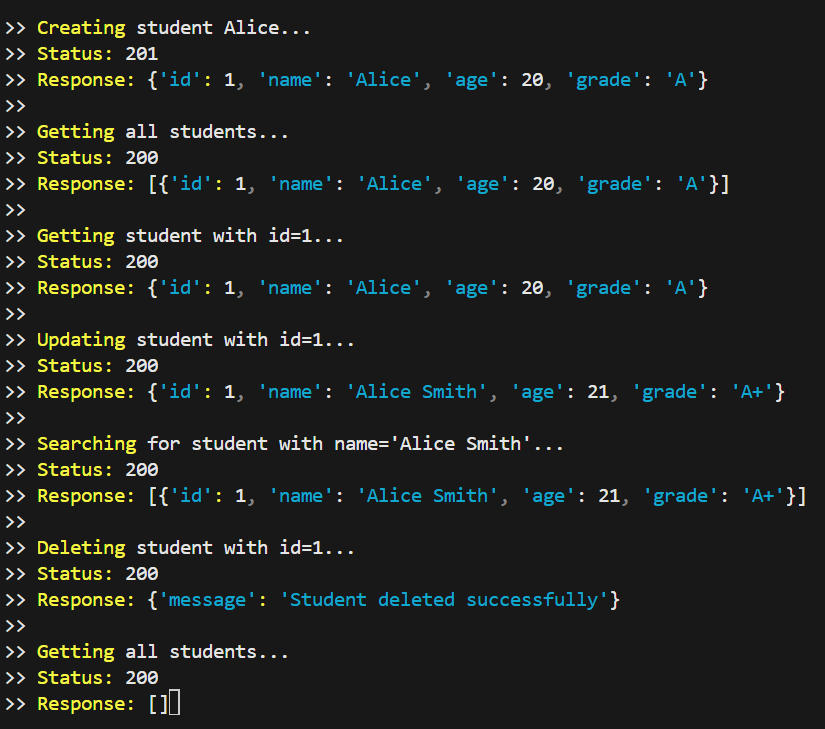 >> Creating student Alice...
>> Status: 201
>> Response: {'id': 1, 'name': 'Alice', 'age': 20, 'grade': 'A'}
>>
>> Getting all students...
>> Status: 200
>> Response: [{'id': 1, 'name': 'Alice', 'age': 20, 'grade': 'A'}]
>>
>> Getting student with id=1...
>> Status: 200
>> Response: {'id': 1, 'name': 'Alice', 'age': 20, 'grade': 'A'}
>>
>> Updating student with id=1...
>> Status: 200
>> Response: {'id': 1, 'name': 'Alice Smith', 'age': 21, 'grade': 'A+'}
>>
>> Searching for student with name='Alice Smith'...
>> Status: 200
>> Response: [{'id': 1, 'name': 'Alice Smith', 'age': 21, 'grade': 'A+'}]
>>
>> Deleting student with id=1...
>> Status: 200
>> Response: {'message': 'Student deleted successfully'}
>>
>> Getting all students...
>> Status: 200
>> Response: []